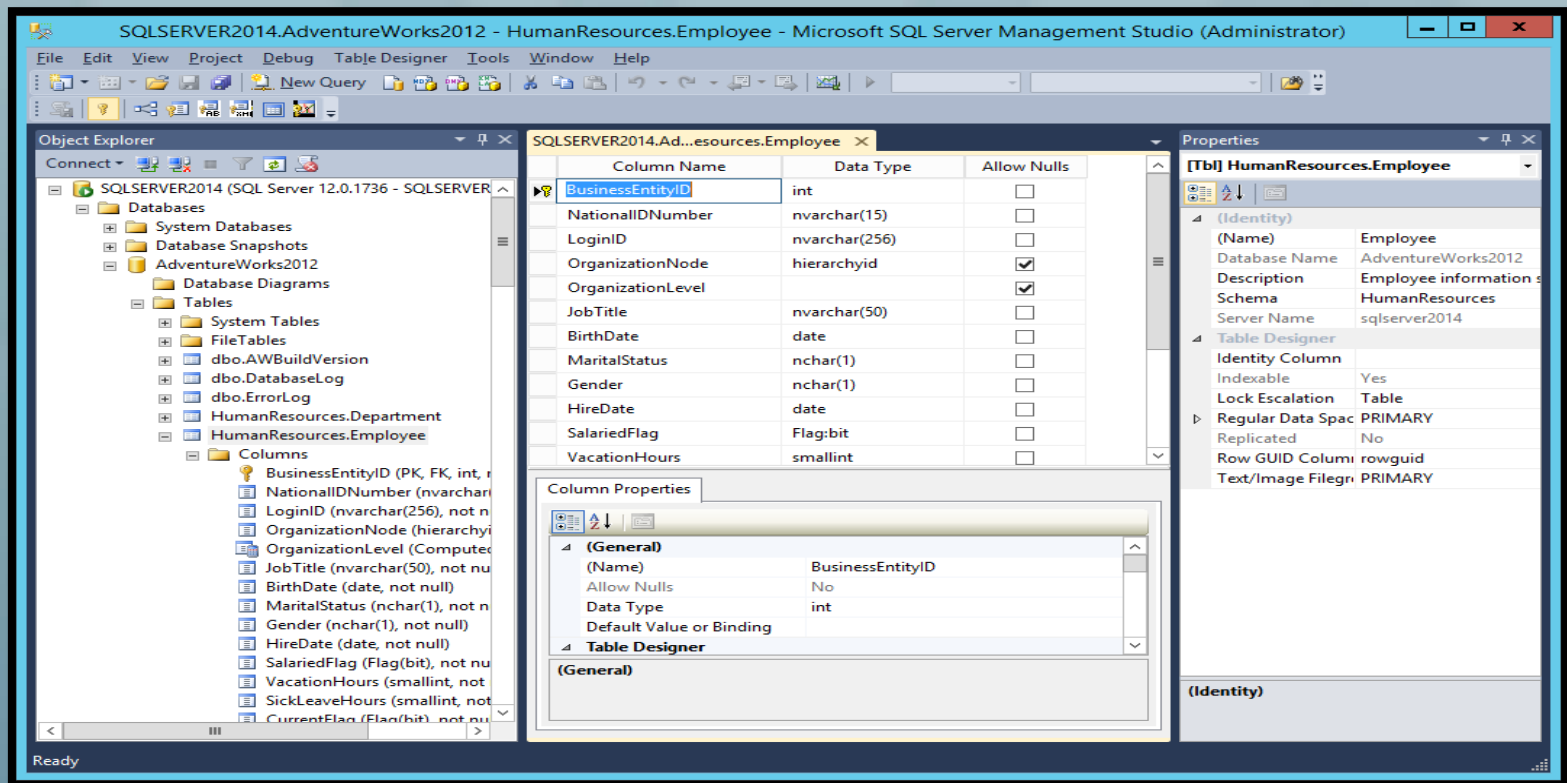 SQLSERVER2014.AdventureWorks2012 - HumanResources.Employee - Microsoft SQL Server Management Studio (Administrator)
File Edit View Project Debug Table Designer Tools Window Help
New Query
Object Explorer
Connect
SQLSERVER2014 (SQL Server 12.0.1736 - SQLSERVER
Databases
System Databases
Database Snapshots
AdventureWorks2012
Database Diagrams
Tables
System Tables
FileTables
dbo.AWBuildVersion
dbo.DatabaseLog
dbo.ErrorLog
HumanResources.Department
HumanResources.Employee
Columns
BusinessEntityID (PK, FK, int, r
NationalIDNumber (nvarchar(
LoginID (nvarchar(256), not n
OrganizationNode (hierarchyi
OrganizationLevel (Computed
JobTitle (nvarchar(50), not nu
BirthDate (date, not null)
MaritalStatus (nchar(1), not n
Gender (nchar(1), not null)
HireDate (date, not null)
SalariedFlag (Flag(bit), not nu
VacationHours (smallint, not
SickLeaveHours (smallint, not
CurrentFlag (Flag(bit), not nu
SQLSERVER2014.Ad...esources.Employee
Column Name Data Type Allow Nulls
BusinessEntityID int
NationalIDNumber nvarchar(15)
LoginID nvarchar(256)
OrganizationNode hierarchyid
OrganizationLevel
JobTitle nvarchar(50)
BirthDate date
MaritalStatus nchar(1)
Gender nchar(1)
HireDate date
SalariedFlag Flag:bit
VacationHours smallint
Column Properties
(General)
(Name) BusinessEntityID
Allow Nulls No
Data Type int
Default Value or Binding
Table Designer
(General)
Properties
[Tbl] HumanResources.Employee
(Identity)
(Name) Employee
Database Name AdventureWorks2012
Description Employee information s
Schema HumanResources
Server Name sqlserver2014
Table Designer
Identity Column
Indexable Yes
Lock Escalation Table
Regular Data Spac PRIMARY
Replicated No
Row GUID Colum rowguid
Text/Image Filegr PRIMARY
(Identity)
Ready